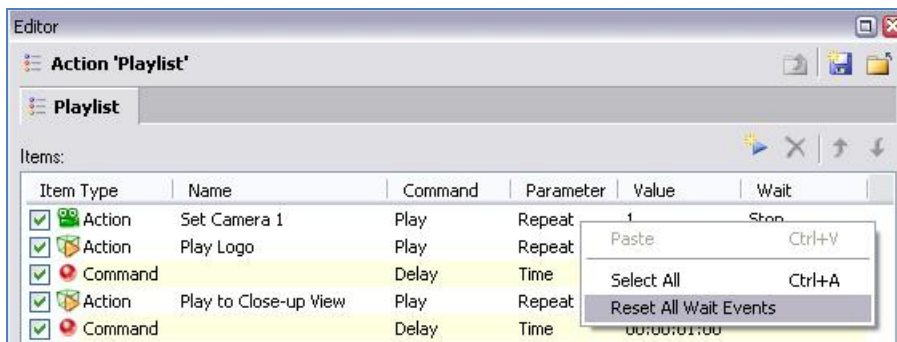 Editor
Action 'Playlist'
Playlist
Items:
Item Type Name Command Parameter Value Wait
Action Set Camera 1 Play Repeat 1 Stop
Action Play Logo Play Repeat
Command Delay Time
Action Play to Close-up View Play Repeat
Command Delay Time 00:00:01:00
Paste Ctrl+V
Select All Ctrl+A
Reset All Wait Events